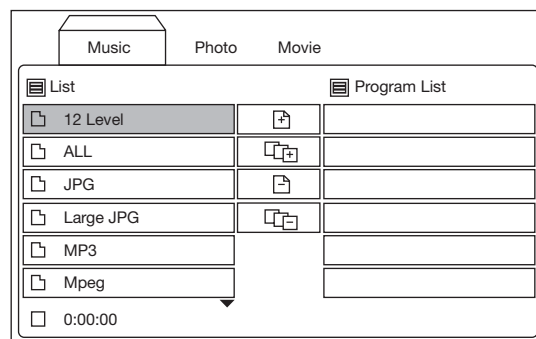 Music Photo Movie
List Program List
12 Level
ALL
JPG
Large JPG
MP3
Mpeg
0:00:00